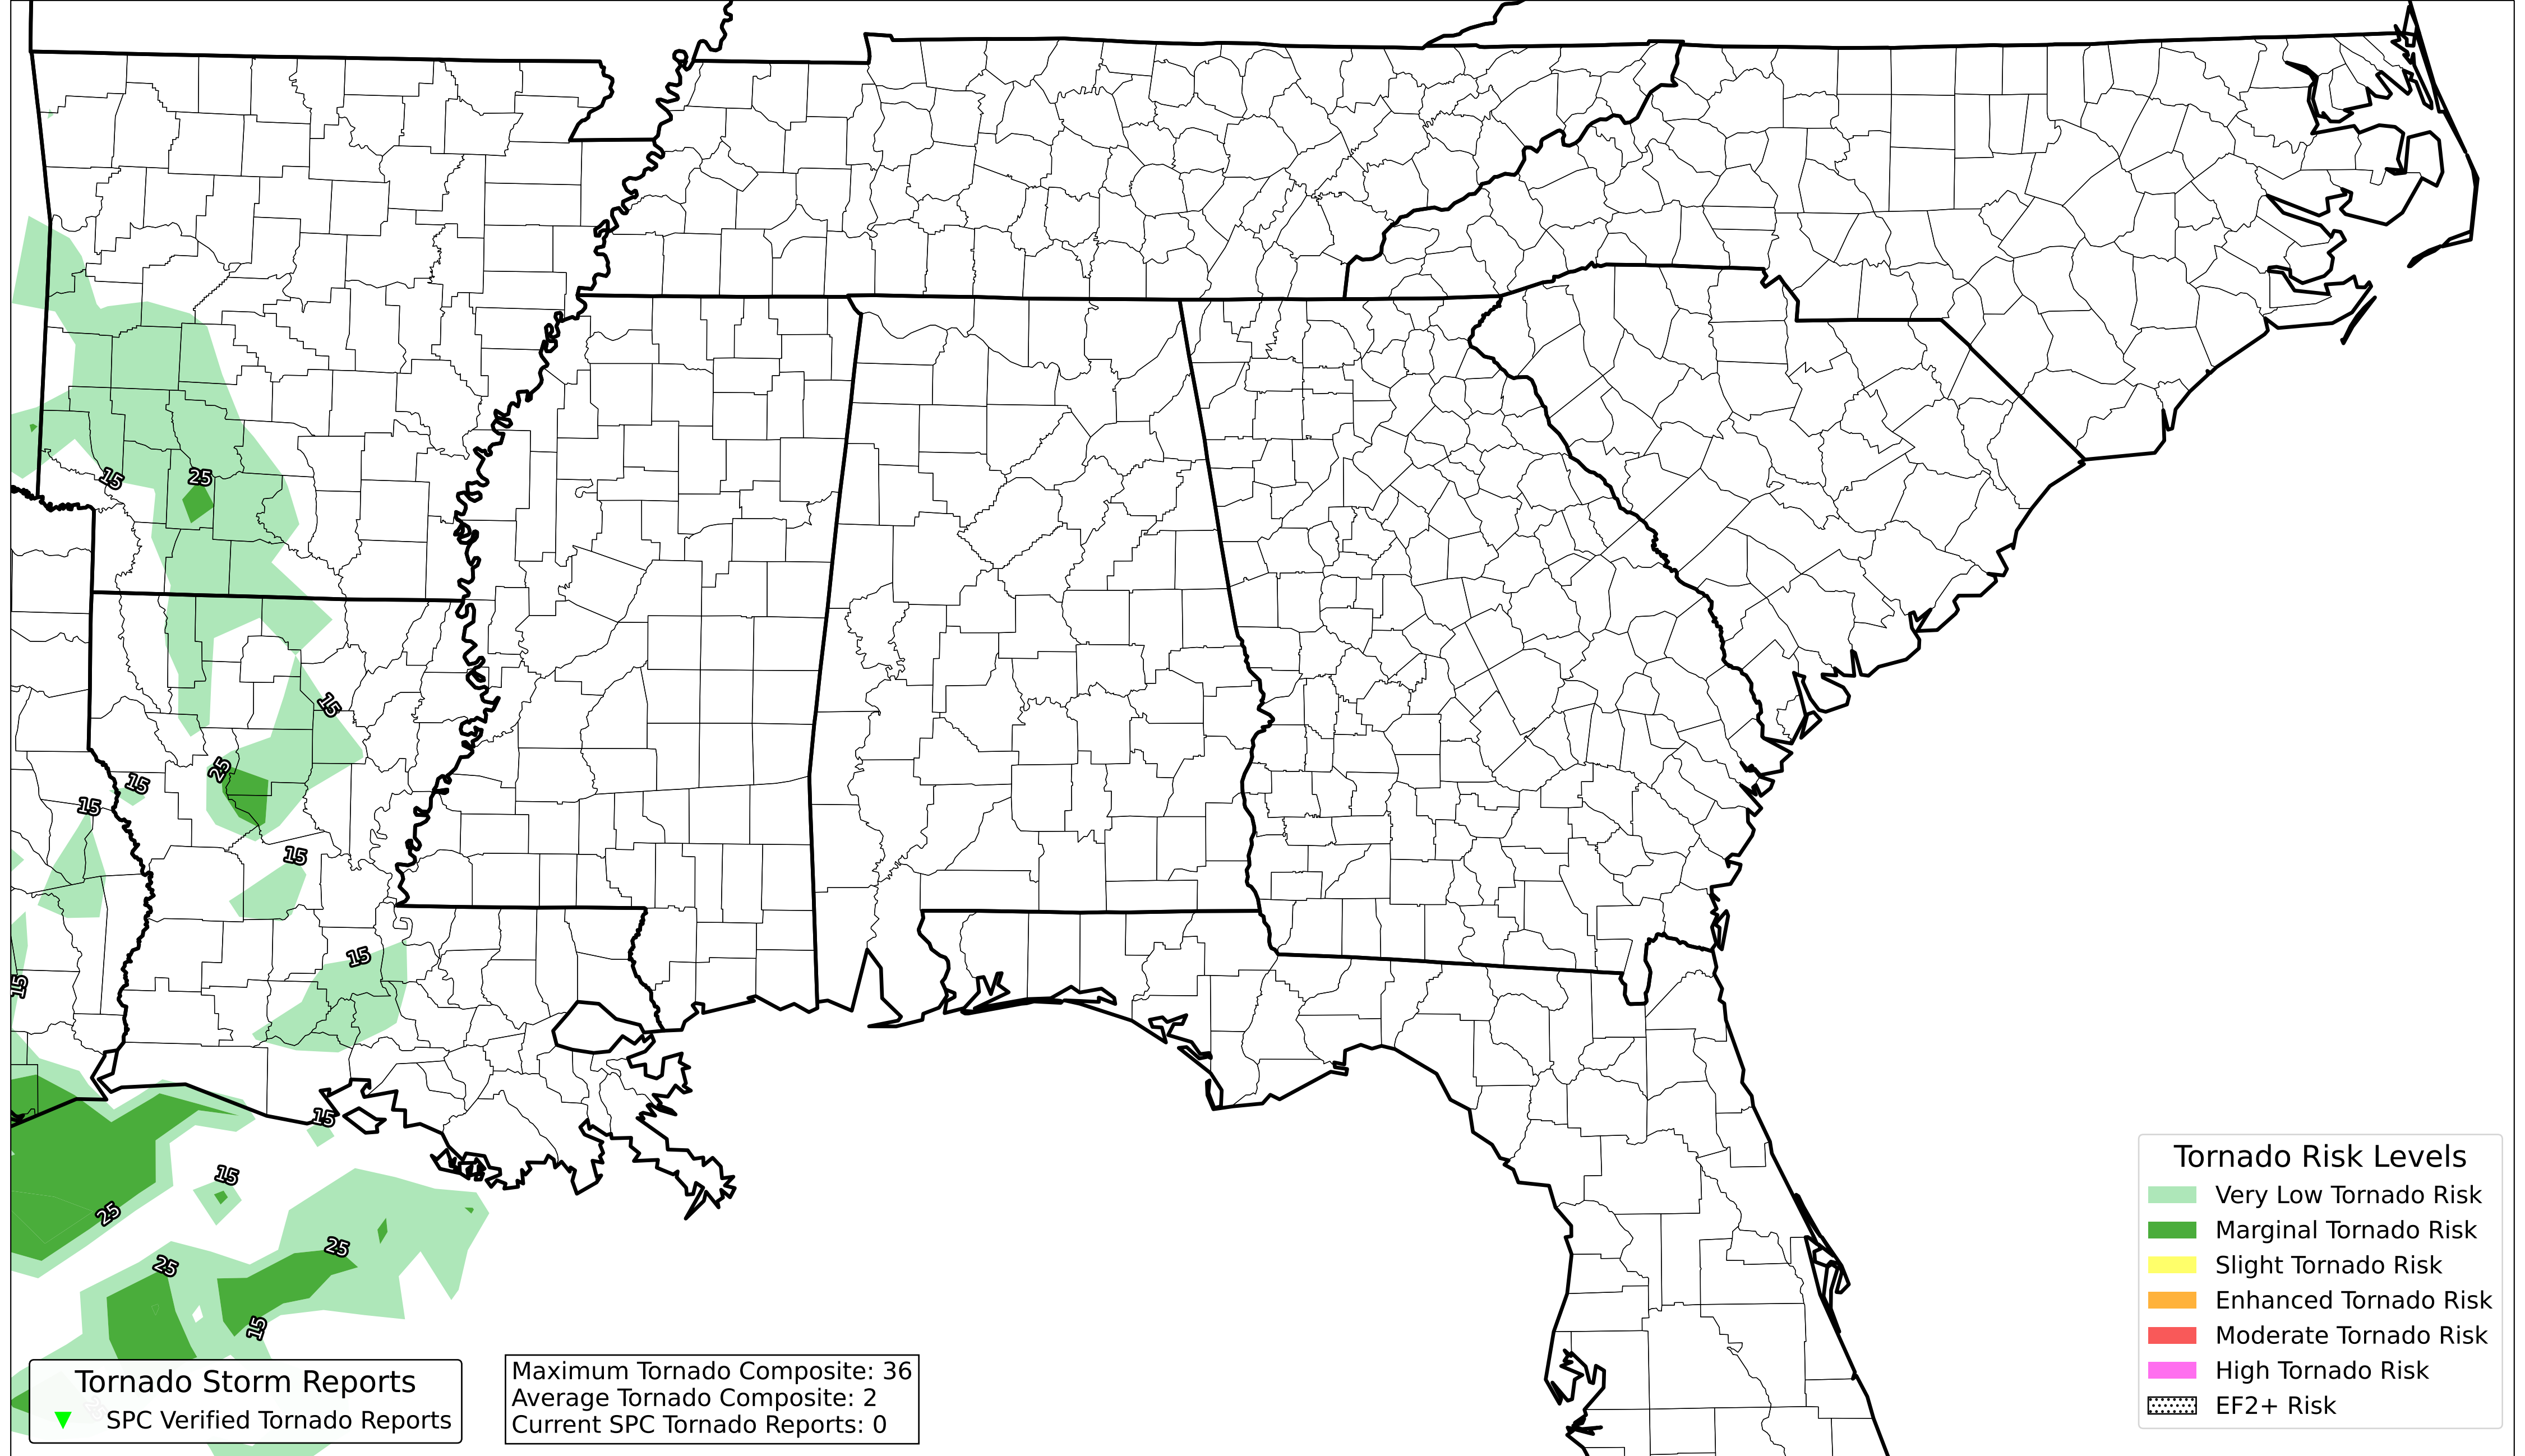 15
25
15
25
15
15
15
15
15
15
15
25
25
25
15
Tornado Storm Reports
SPC Verified Tornado Reports
Maximum Tornado Composite: 36
Average Tornado Composite: 2
Current SPC Tornado Reports: 0
Tornado Risk Levels
Very Low Tornado Risk
Marginal Tornado Risk
Slight Tornado Risk
Enhanced Tornado Risk
Moderate Tornado Risk
High Tornado Risk
EF2+ Risk